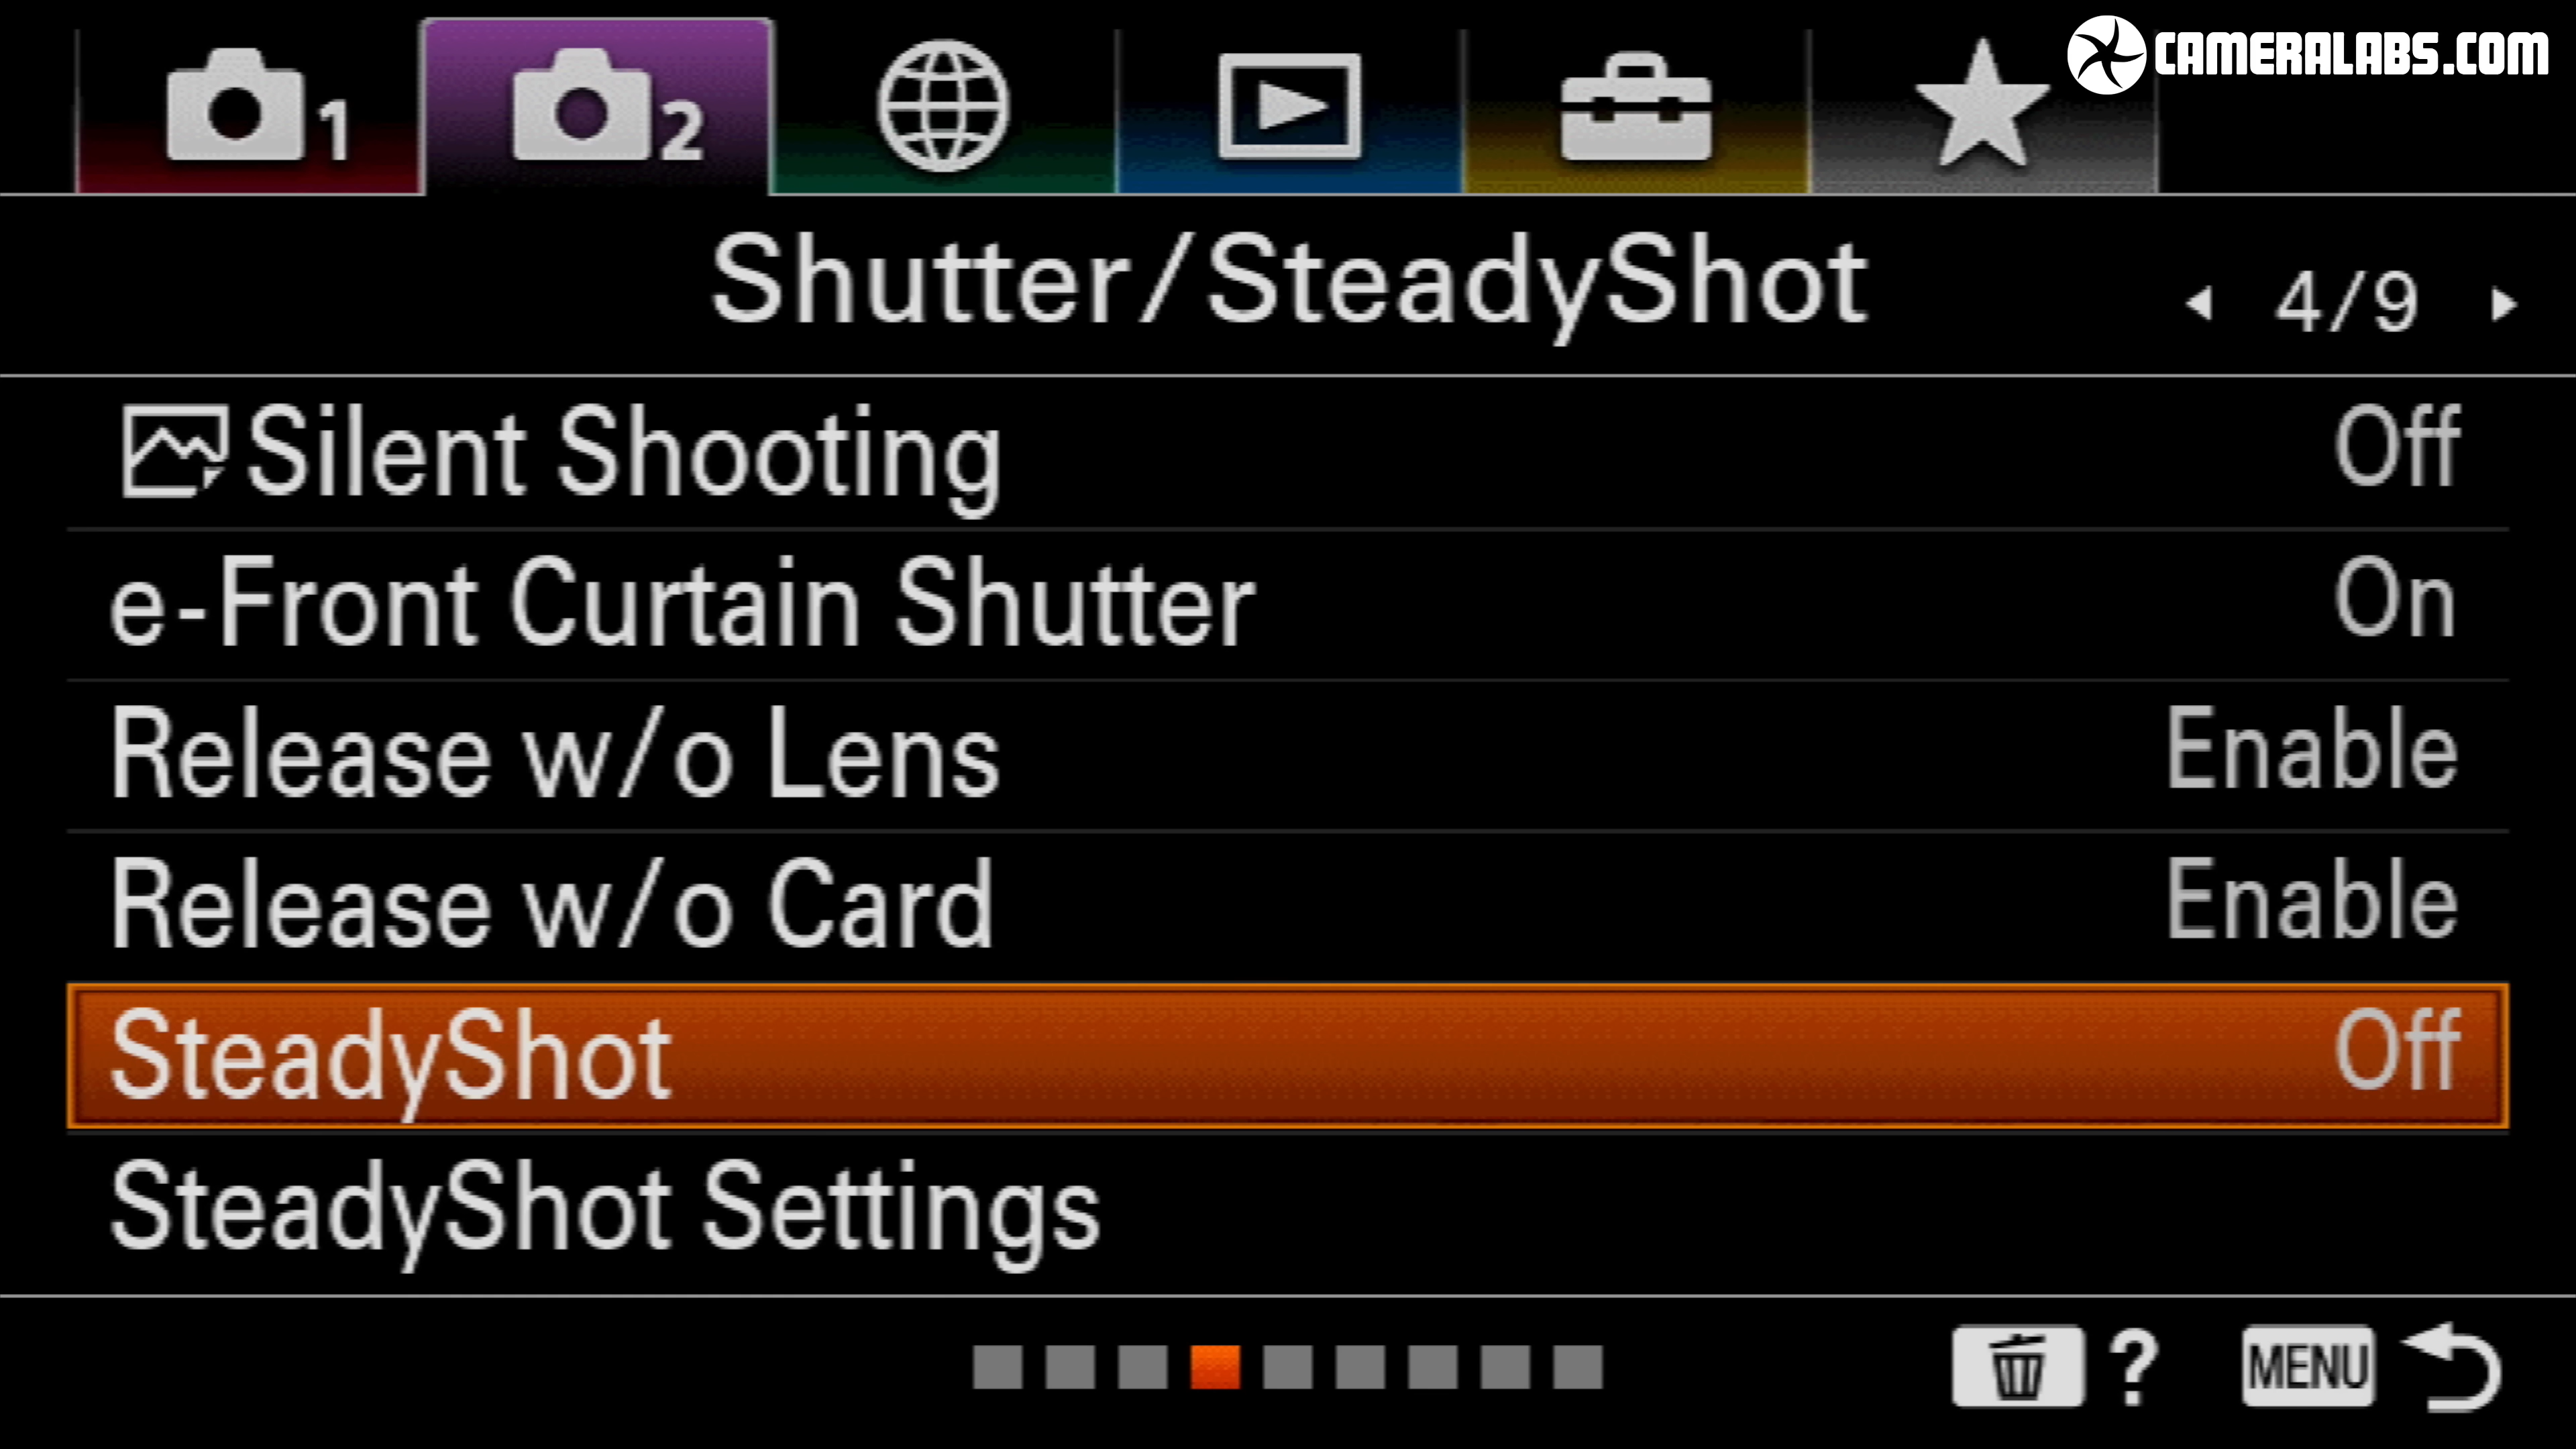 1
2
CAMERALABS.COM
Shutter/SteadyShot 4/9
Silent Shooting Off
e-Front Curtain Shutter On
Release w/o Lens Enable
Release w/o Card Enable
SteadyShot Off
SteadyShot Settings
? MENU